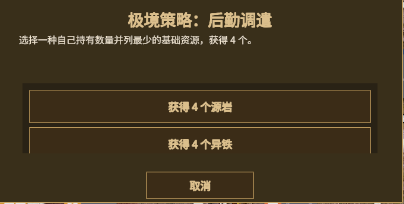 极境策略：后勤调遣
选择一种自己持有数量并列最少的基础资源，获得 4 个。
获得 4 个源岩
获得 4 个异铁
取消